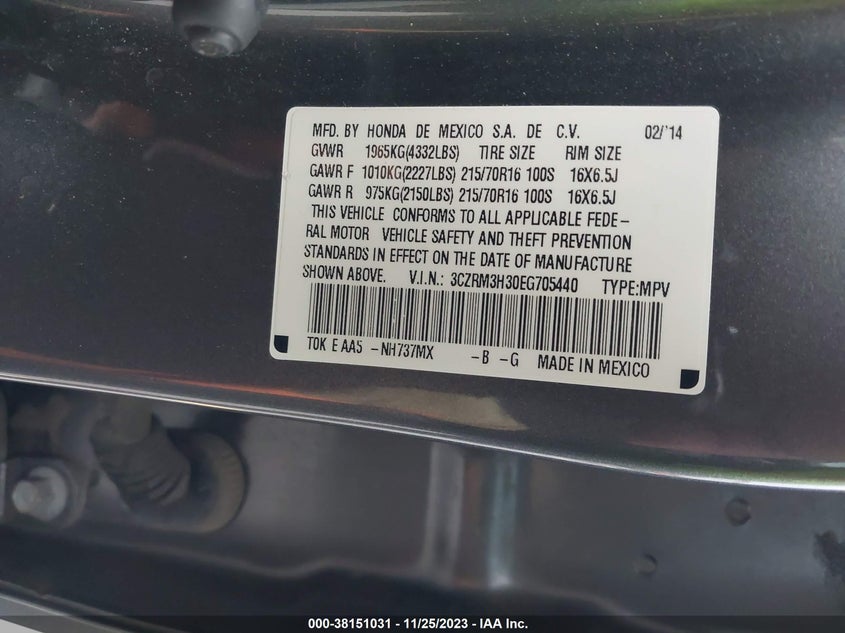 MFD. BY HONDA DE MEXICO S.A. DE C.V. 02/'14
GVWR 1965KG(4332LBS) TIRE SIZE RIM SIZE
GAWR F 1010KG(2227LBS) 215/70R16 100S 16X6.5J
GAWR R 975KG(2150LBS) 215/70R16 100S 16X6.5J
THIS VEHICLE CONFORMS TO ALL APPLICABLE FEDE-
RAL MOTOR VEHICLE SAFETY AND THEFT PREVENTION
STANDARDS IN EFFECT ON THE DATE OF MANUFACTURE
SHOWN ABOVE. V.I.N.: 3CZRM3H30EG705440 TYPE:MPV
T0K E AA5 -NH737MX -B -G MADE IN MEXICO
000-38151031 - 11/25/2023 - IAA Inc.